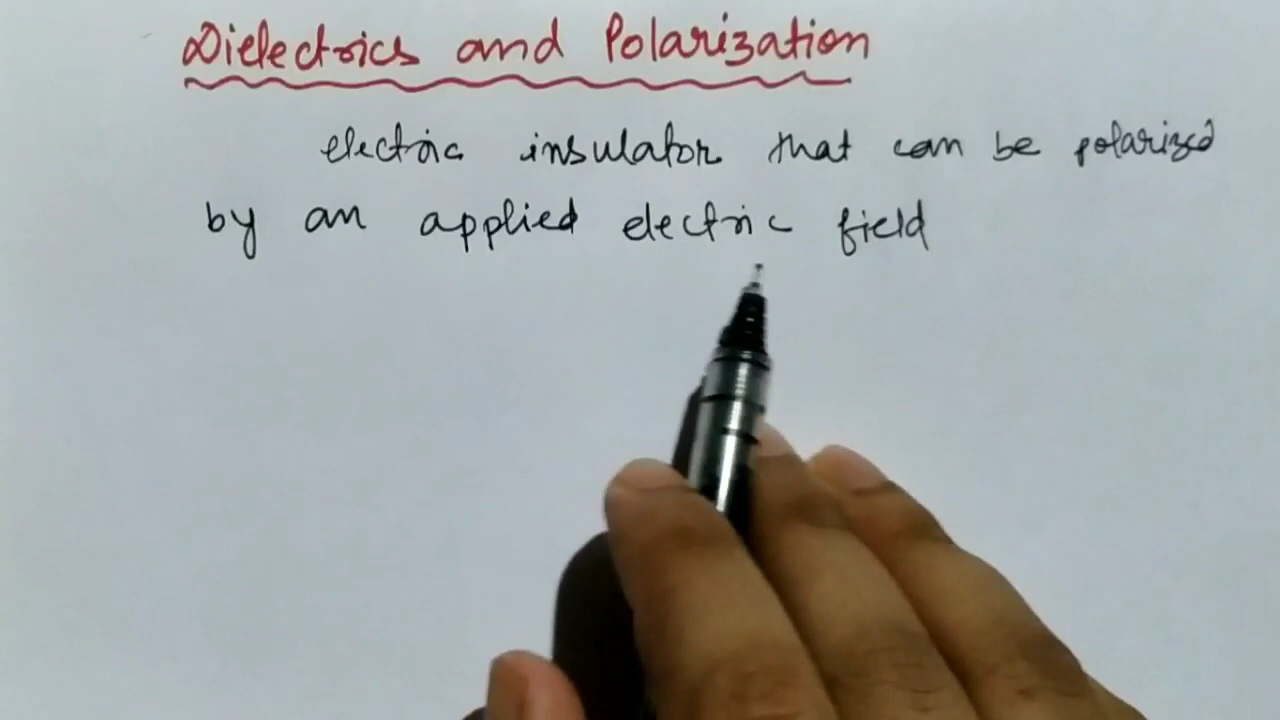 Dielectrics and Polarization
electric insulator that can be polarized
by an applied electric field